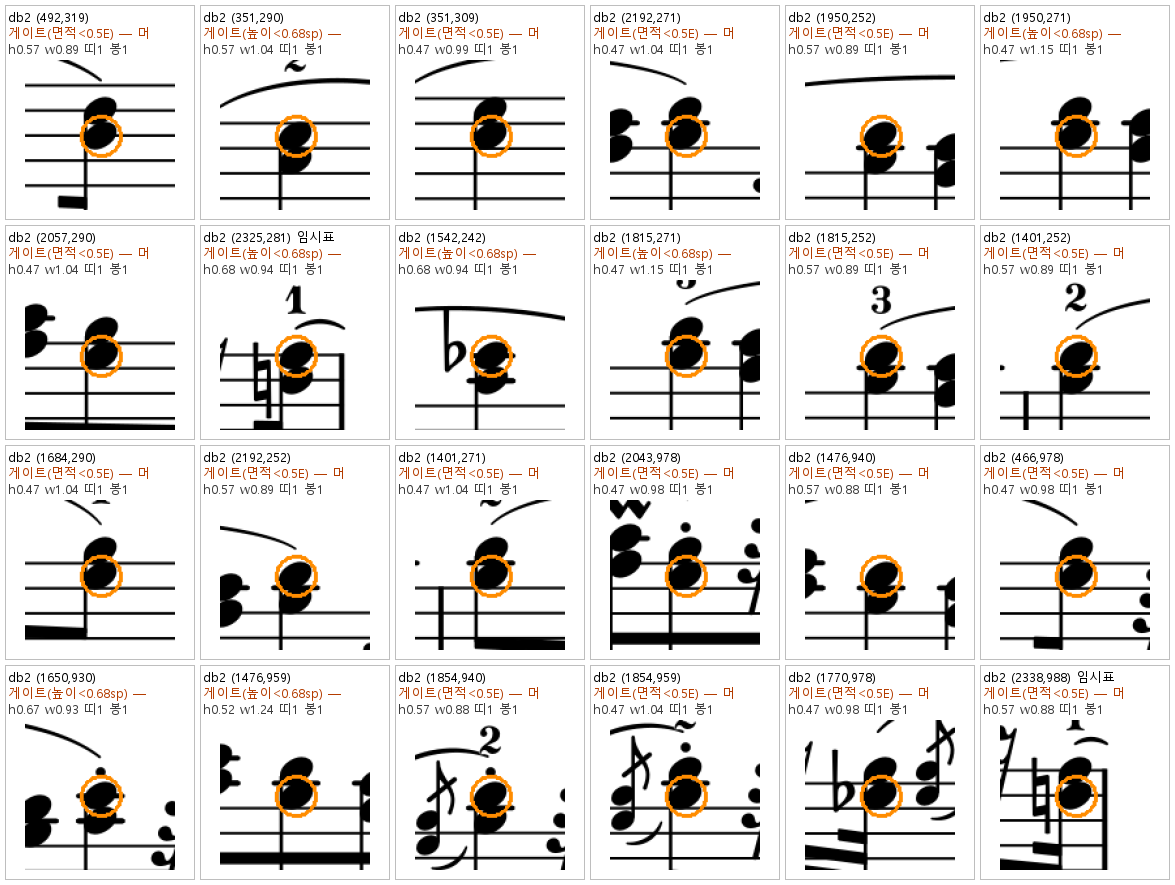 db2 (492,319)
게이트(면적<0.5E) — 머
h0.57 w0.89 띠1 봉1
db2 (351,290)
게이트(높이<0.68sp) —
h0.57 w1.04 띠1 봉1
db2 (351,309)
게이트(면적<0.5E) — 머
h0.47 w0.99 띠1 봉1
db2 (2192,271)
게이트(면적<0.5E) — 머
h0.47 w1.04 띠1 봉1
db2 (1950,252)
게이트(면적<0.5E) — 머
h0.57 w0.89 띠1 봉1
db2 (1950,271)
게이트(높이<0.68sp) —
h0.47 w1.15 띠1 봉1
db2 (2057,290)
게이트(면적<0.5E) — 머
h0.47 w1.04 띠1 봉1
db2 (2325,281) 임시표
게이트(높이<0.68sp) —
h0.68 w0.94 띠1 봉1
1
db2 (1542,242)
게이트(높이<0.68sp) —
h0.68 w0.94 띠1 봉1
db2 (1815,271)
게이트(높이<0.68sp) —
h0.47 w1.15 띠1 봉1
db2 (1815,252)
게이트(면적<0.5E) — 머
h0.57 w0.89 띠1 봉1
3
db2 (1401,252)
게이트(면적<0.5E) — 머
h0.57 w0.89 띠1 봉1
2
db2 (1684,290)
게이트(면적<0.5E) — 머
h0.47 w1.04 띠1 봉1
db2 (2192,252)
게이트(면적<0.5E) — 머
h0.57 w0.89 띠1 봉1
db2 (1401,271)
게이트(면적<0.5E) — 머
h0.47 w1.04 띠1 봉1
db2 (2043,978)
게이트(면적<0.5E) — 머
h0.47 w0.98 띠1 봉1
db2 (1476,940)
게이트(면적<0.5E) — 머
h0.57 w0.88 띠1 봉1
db2 (466,978)
게이트(면적<0.5E) — 머
h0.47 w0.98 띠1 봉1
db2 (1650,930)
게이트(높이<0.68sp) —
h0.67 w0.93 띠1 봉1
db2 (1476,959)
게이트(높이<0.68sp) —
h0.52 w1.24 띠1 봉1
db2 (1854,940)
게이트(면적<0.5E) — 머
h0.57 w0.88 띠1 봉1
2
db2 (1854,959)
게이트(면적<0.5E) — 머
h0.47 w1.04 띠1 봉1
db2 (1770,978)
게이트(면적<0.5E) — 머
h0.47 w0.98 띠1 봉1
db2 (2338,988) 임시표
게이트(면적<0.5E) — 머
h0.57 w0.88 띠1 봉1